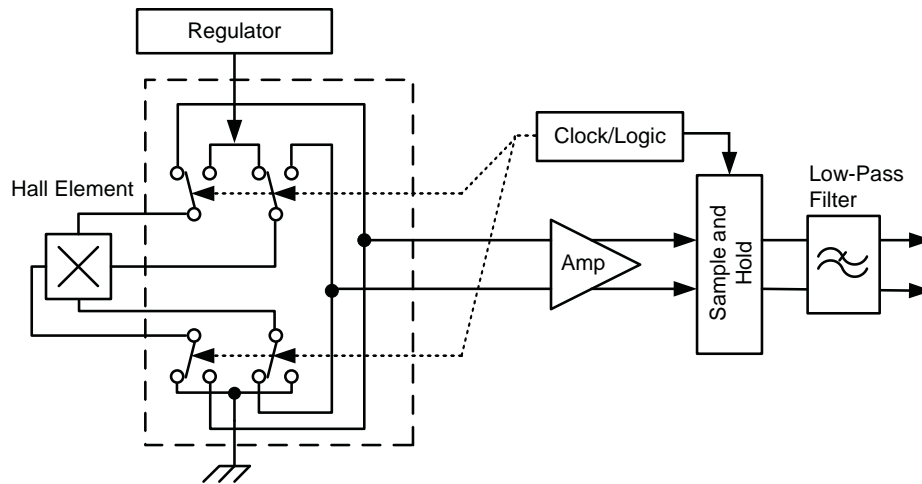 Regulator
Clock/Logic
Hall Element
Low-Pass
Filter
Amp
Sample and
Hold